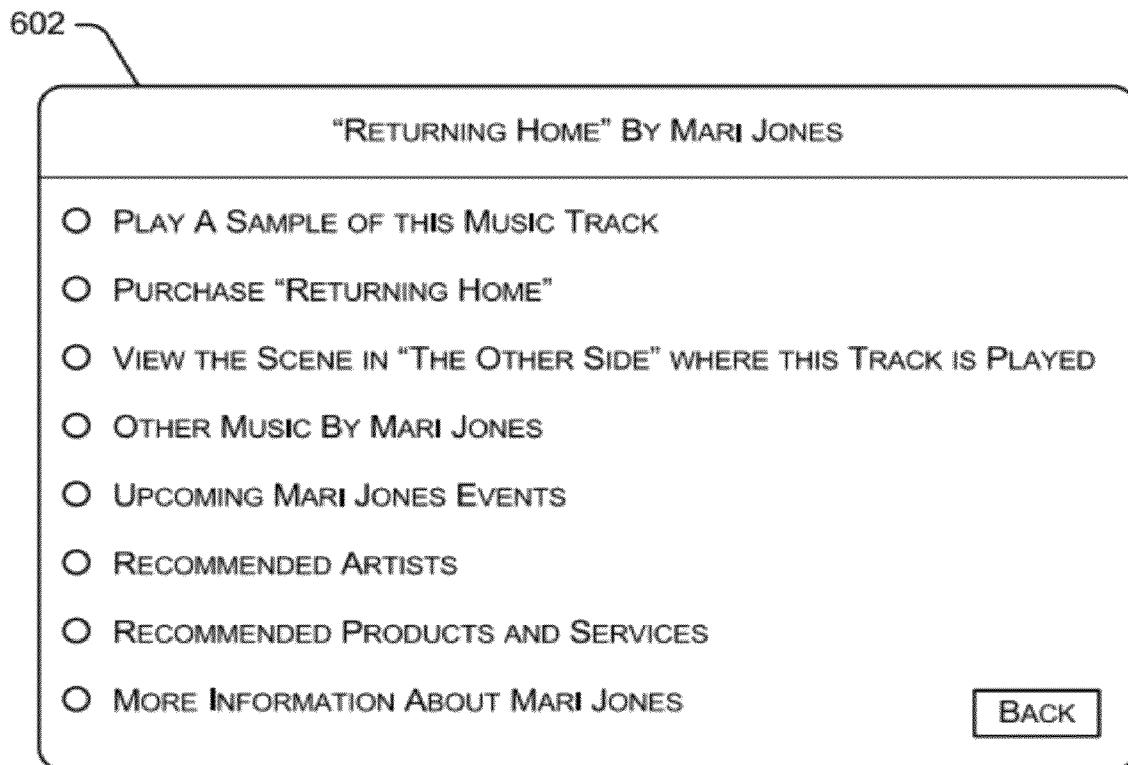 602
“Returning Home” By Mari Jones
Play A Sample of this Music Track
Purchase “Returning Home”
View the Scene in “The Other Side” where this Track is Played
Other Music By Mari Jones
Upcoming Mari Jones Events
Recommended Artists
Recommended Products and Services
More Information About Mari Jones
Back